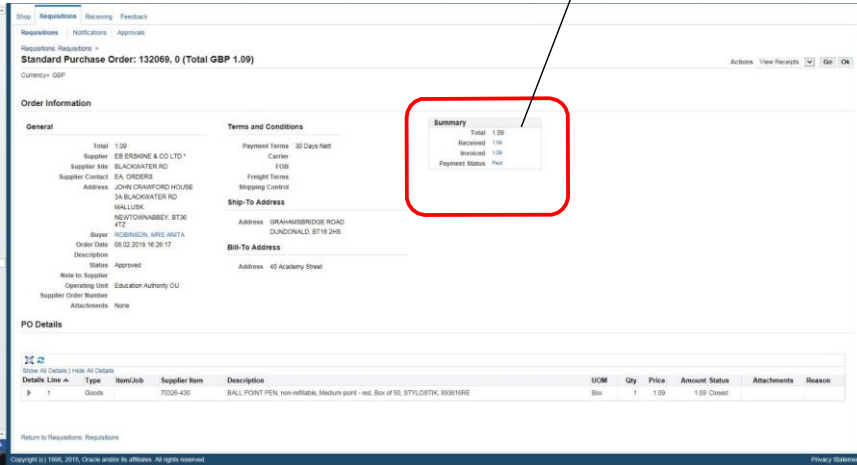 Shop Requisitions Receiving Feedback
Requisitions Notifications Approvals
Requisitions: Requisitions >
Standard Purchase Order: 132069, 0 (Total GBP 1.09)
Actions View Receipts Go Ok
Currency= GBP
Order Information
General
Total 1.09
Supplier EB ERSKINE & CO LTD *
Supplier Site BLACKWATER RD
Supplier Contact EA, ORDERS
Address JOHN CRAWFORD HOUSE
3A BLACKWATER RD
MALLUSK
NEWTOWNABBEY, BT36
4TZ
Buyer ROBINSON, MRS ANITA
Order Date 08.02.2016 16:26:17
Description
Status Approved
Note to Supplier
Operating Unit Education Authority OU
Supplier Order Number
Attachments None
Terms and Conditions
Payment Terms 30 Days Nett
Carrier
FOB
Freight Terms
Shipping Control
Ship-To Address
Address GRAHAMSBRIDGE ROAD
DUNDONALD, BT16 2HS
Bill-To Address
Address 40 Academy Street
Summary
Total 1.09
Received 1.09
Invoiced 1.09
Payment Status Paid
PO Details
Show All Details | Hide All Details
Details Line Type Item/Job Supplier Item Description UOM Qty Price Amount Status Attachments Reason
1 Goods 70326-430 BALL POINT PEN, non-refillable, Medium point - red, Box of 50, STYLOSTIK, 893616RE Box 1 1.09 1.09 Closed
Return to Requisitions: Requisitions
Copyright (c) 1998, 2015, Oracle and/or its affiliates. All rights reserved.
Privacy Stateme